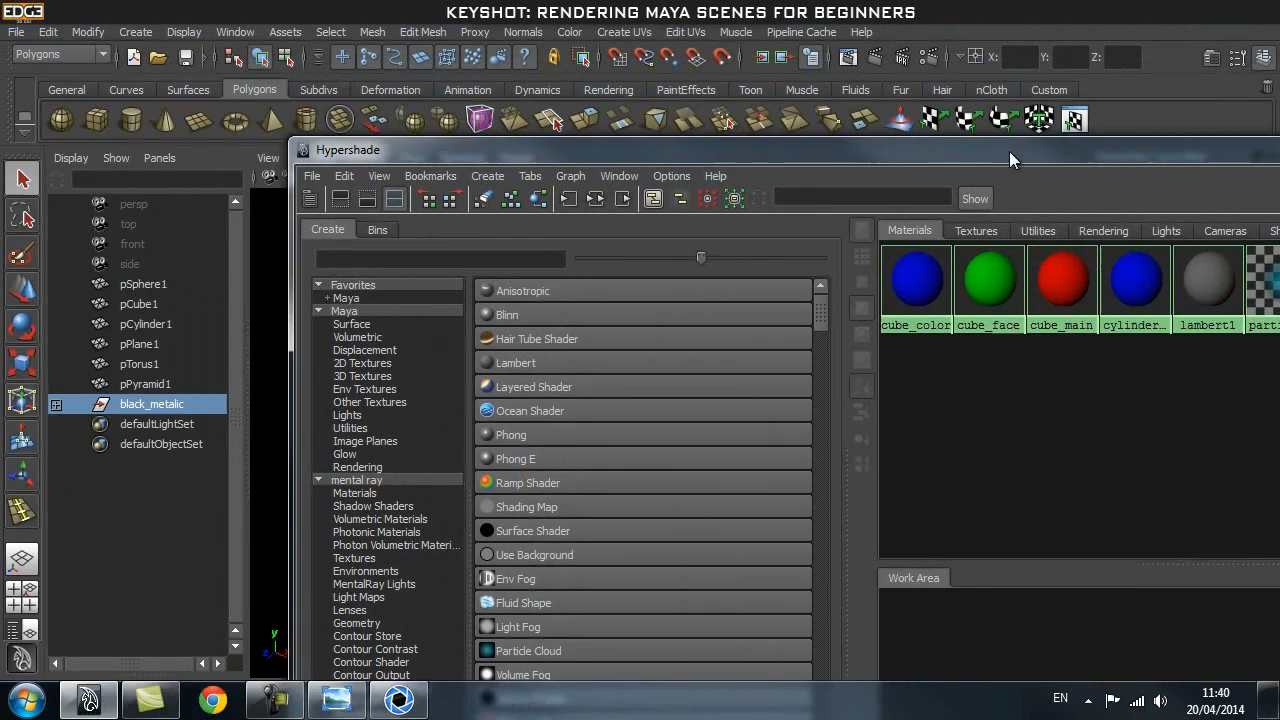 EDGE
3D DGI
KEYSHOT: RENDERING MAYA SCENES FOR BEGINNERS
File Edit Modify Create Display Window Assets Select Mesh Edit Mesh Proxy Normals Color Create UVs Edit UVs Muscle Pipeline Cache Help
Polygons X: Y: Z:
General Curves Surfaces Polygons Subdivs Deformation Animation Dynamics Rendering PaintEffects Toon Muscle Fluids Fur Hair nCloth Custom
Display Show Panels View
Hypershade
File Edit View Bookmarks Create Tabs Graph Window Options Help
Show
persp
top
front
side
pSphere1
pCube1
pCylinder1
pPlane1
pTorus1
pPyramid1
black_metalic
defaultLightSet
defaultObjectSet
Create Bins
Favorites
+ Maya
Maya
Surface
Volumetric
Displacement
2D Textures
3D Textures
Env Textures
Other Textures
Lights
Utilities
Image Planes
Glow
Rendering
mental ray
Materials
Shadow Shaders
Volumetric Materials
Photonic Materials
Photon Volumetric Materi...
Textures
Environments
MentalRay Lights
Light Maps
Lenses
Geometry
Contour Store
Contour Contrast
Contour Shader
Contour Output
Anisotropic
Blinn
Hair Tube Shader
Lambert
Layered Shader
Ocean Shader
Phong
Phong E
Ramp Shader
Shading Map
Surface Shader
Use Background
Env Fog
Fluid Shape
Light Fog
Particle Cloud
Volume Fog
Materials Textures Utilities Rendering Lights Cameras Sh
cube_color cube_face cube_main cylinder... lambert1 parti
Work Area
y
EN
11:40
20/04/2014